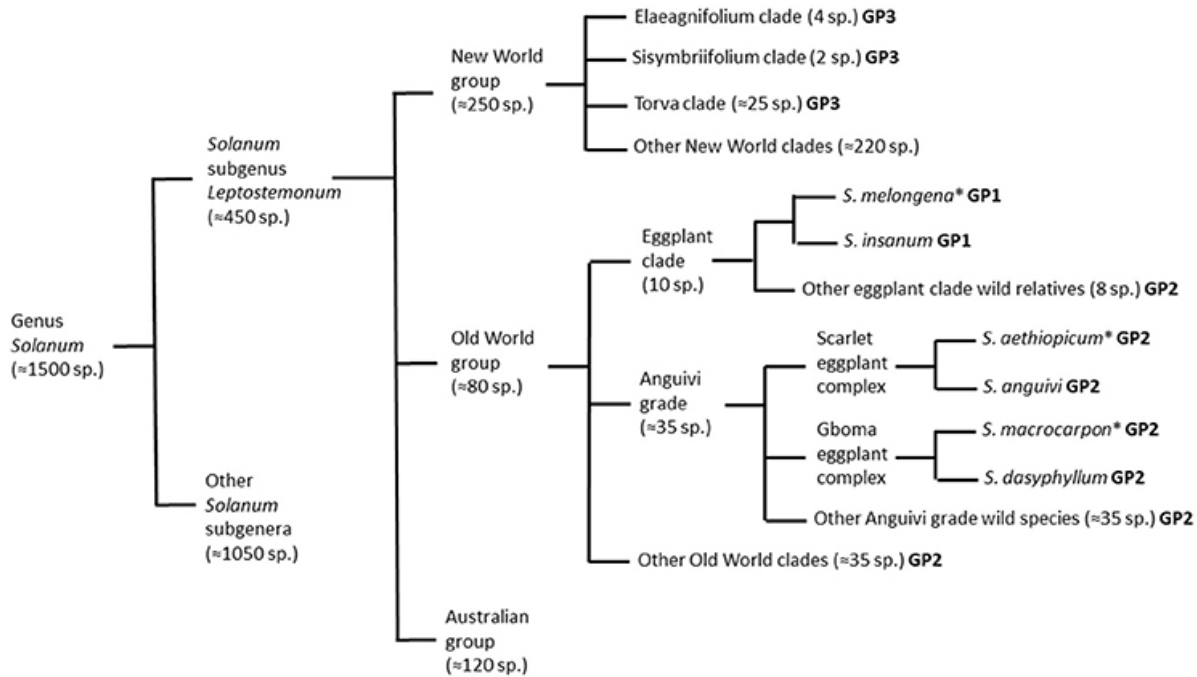 Elaeagnifolium clade (4 sp.) GP3
New World
group
(≈250 sp.)
Sisymbriifolium clade (2 sp.) GP3
Torva clade (≈25 sp.) GP3
Other New World clades (≈220 sp.)
Solanum
subgenus
Leptostemonum
(≈450 sp.)
S. melongena* GP1
S. insanum GP1
Eggplant
clade
(10 sp.)
Other eggplant clade wild relatives (8 sp.) GP2
Genus
Solanum
(≈1500 sp.)
Old World
group
(≈80 sp.)
Scarlet
eggplant
complex
S. aethiopicum* GP2
S. anguivi GP2
Anguivi
grade
(≈35 sp.)
Gboma
eggplant
complex
S. macrocarpon* GP2
S. dasyphyllum GP2
Other Anguivi grade wild species (≈35 sp.) GP2
Other Old World clades (≈35 sp.) GP2
Other
Solanum
subgenera
(≈1050 sp.)
Australian
group
(≈120 sp.)